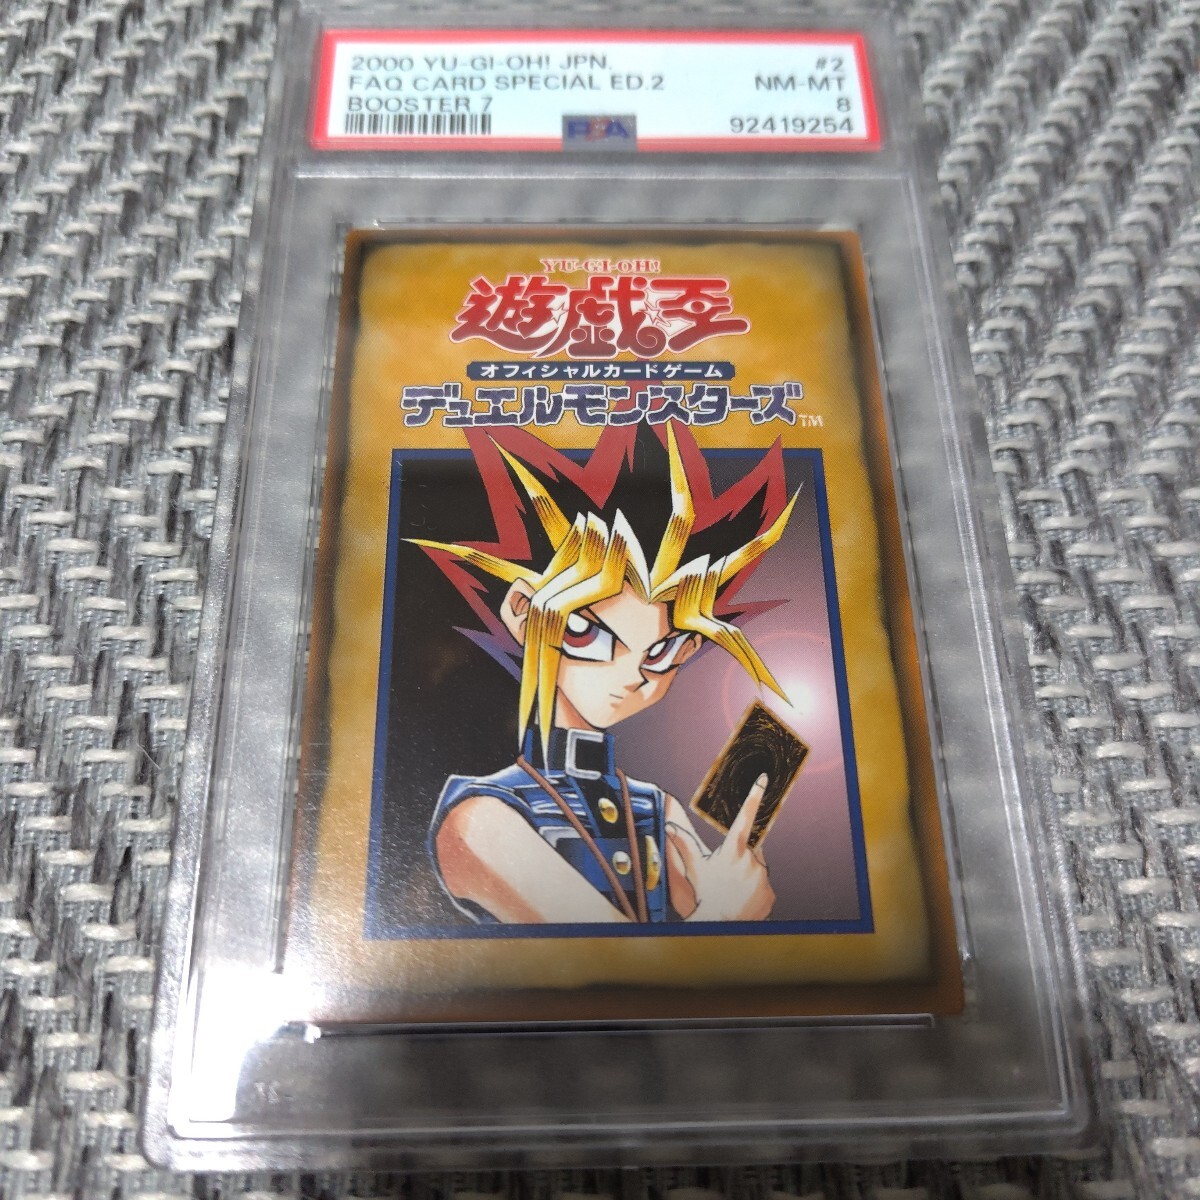 2000 YU-GI-OH! JPN. #2
FAQ CARD SPECIAL ED.2 NM-MT
BOOSTER 7 8
PSA 92419254
YU-GI-OH!
遊☆戯☆王
オフィシャルカードゲーム
デュエルモンスターズ™